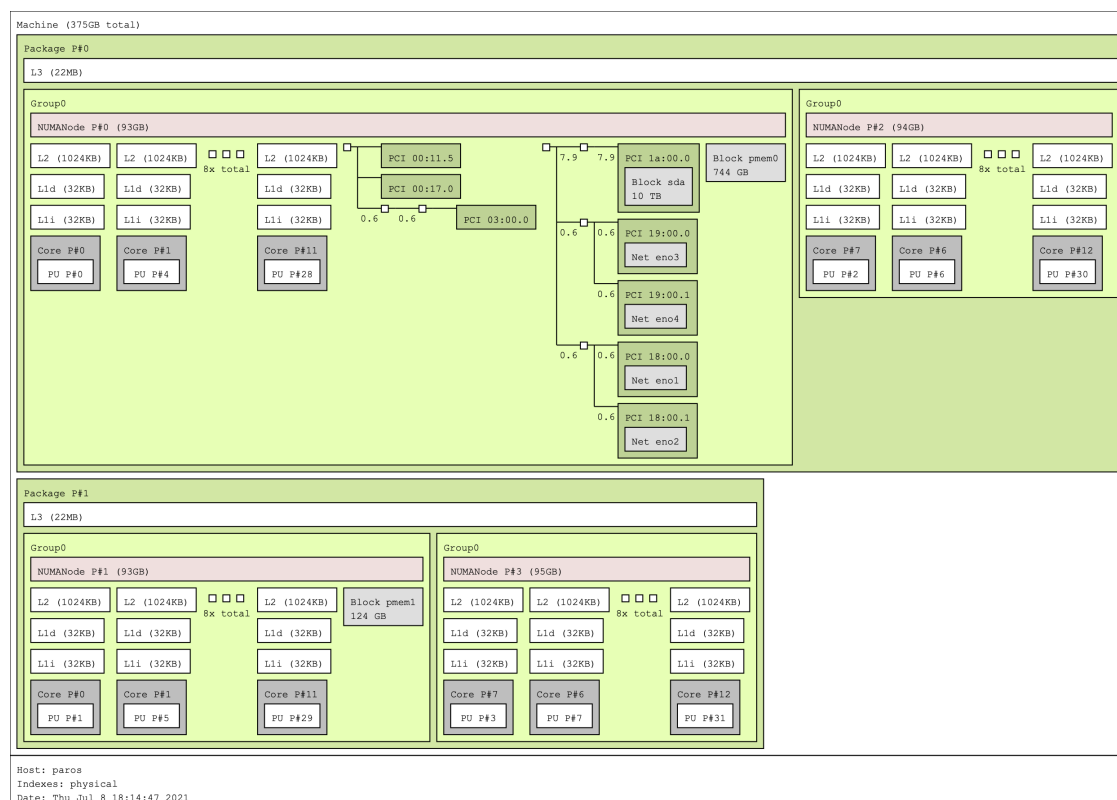 Machine (375GB total)
Package P#0
L3 (22MB)
Group0
NUMANode P#0 (93GB)
L2 (1024KB) L2 (1024KB) 8x total L2 (1024KB)
L1d (32KB) L1d (32KB) L1d (32KB)
L1i (32KB) L1i (32KB) L1i (32KB)
Core P#0 Core P#1 Core P#11
PU P#0 PU P#4 PU P#28
PCI 00:11.5
PCI 00:17.0
0.6 0.6 PCI 03:00.0
7.9 7.9 PCI 1a:00.0
Block sda
10 TB
0.6 0.6 PCI 19:00.0
Net eno3
0.6 PCI 19:00.1
Net eno4
0.6 0.6 PCI 18:00.0
Net eno1
0.6 PCI 18:00.1
Net eno2
Block pmem0
744 GB
Group0
NUMANode P#2 (94GB)
L2 (1024KB) L2 (1024KB) 8x total L2 (1024KB)
L1d (32KB) L1d (32KB) L1d (32KB)
L1i (32KB) L1i (32KB) L1i (32KB)
Core P#7 Core P#6 Core P#12
PU P#2 PU P#6 PU P#30
Package P#1
L3 (22MB)
Group0
NUMANode P#1 (93GB)
L2 (1024KB) L2 (1024KB) 8x total L2 (1024KB)
L1d (32KB) L1d (32KB) L1d (32KB)
L1i (32KB) L1i (32KB) L1i (32KB)
Core P#0 Core P#1 Core P#11
PU P#1 PU P#5 PU P#29
Block pmem1
124 GB
Group0
NUMANode P#3 (95GB)
L2 (1024KB) L2 (1024KB) 8x total L2 (1024KB)
L1d (32KB) L1d (32KB) L1d (32KB)
L1i (32KB) L1i (32KB) L1i (32KB)
Core P#7 Core P#6 Core P#12
PU P#3 PU P#7 PU P#31
Host: paros
Indexes: physical
Date: Thu Jul 8 18:14:47 2021